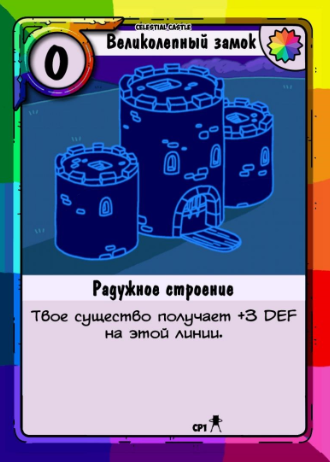 CELESTIAL CASTLE
0
Великолепный замок
Радужное строение
Твое существо получает +3 DEF
на этой линии.
CP1